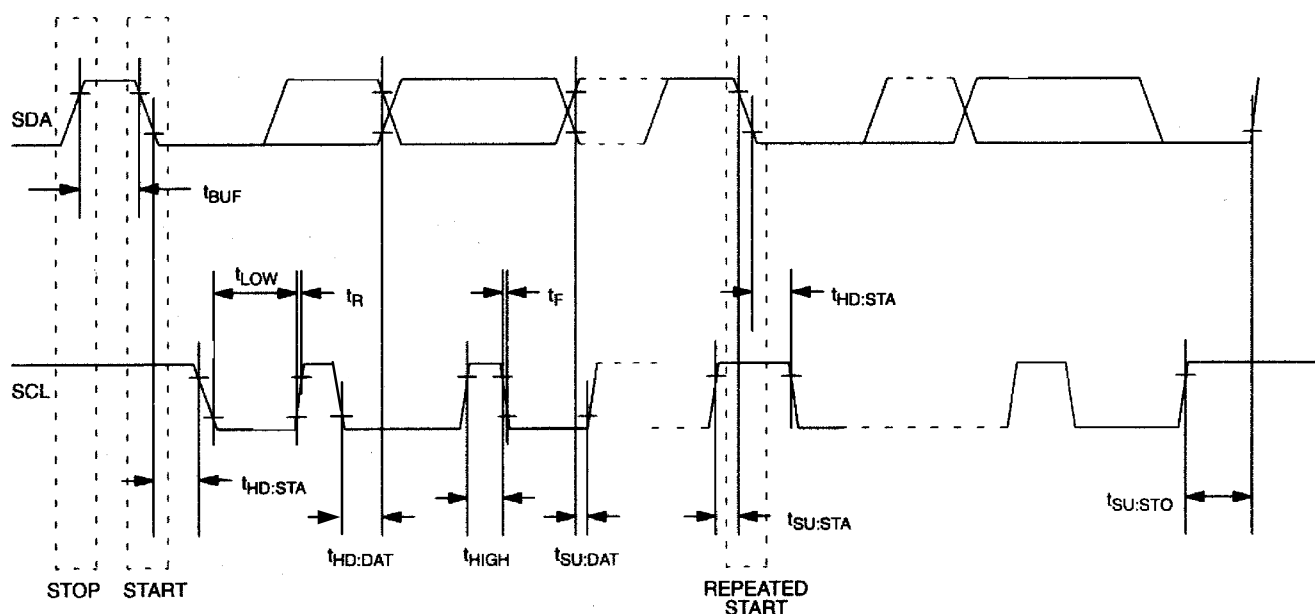 SDA
tBUF
tLOW
tR
tF
tHD:STA
SCL
tHD:STA
tSU:STA
tSU:STO
tHD:DAT
tHIGH
tSU:DAT
STOP
START
REPEATED
START